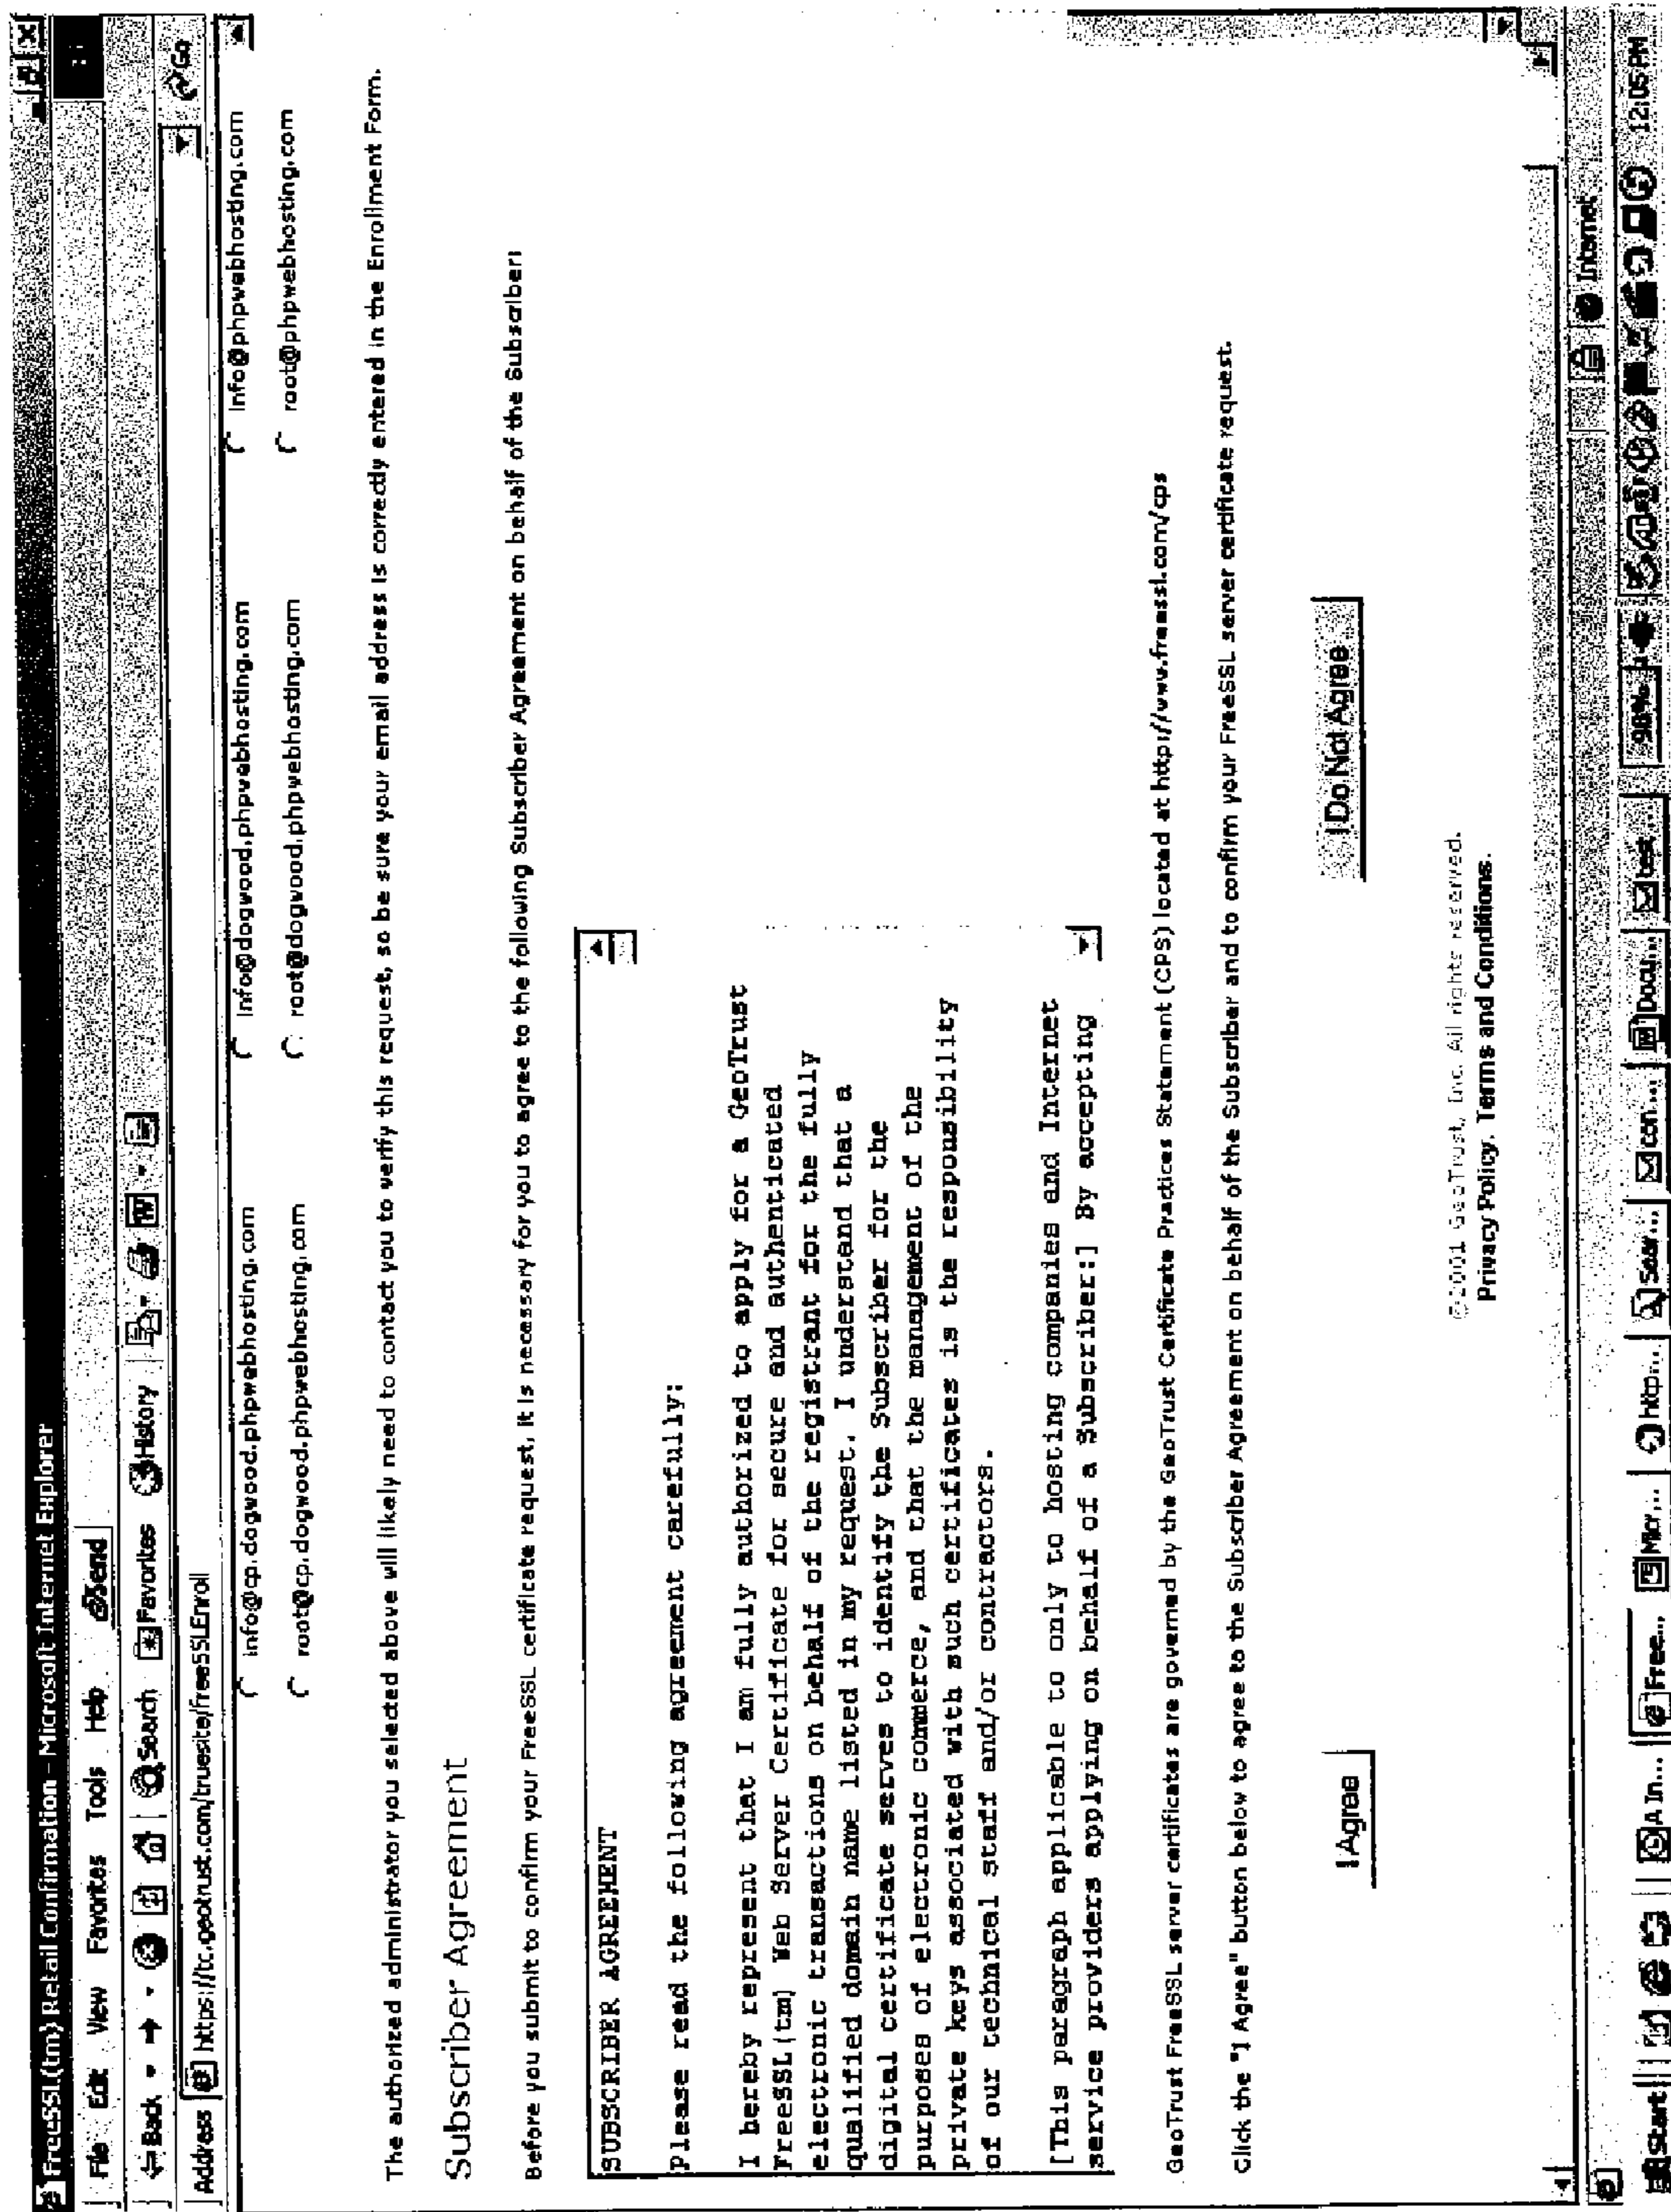 FreeSSL(tm) Retail Confirmation - Microsoft Internet Explorer
File Edit View Favorites Tools Help Send
Back Search Favorites History
Address https://tc.geotrust.com/truesite/freeSSLEnroll Go
info@cp.dogwood.phpwebhosting.com info@dogwood.phpwebhosting.com info@phpwebhosting.com
root@cp.dogwood.phpwebhosting.com root@dogwood.phpwebhosting.com root@phpwebhosting.com
The authorized administrator you selected above will likely need to contact you to verify this request, so be sure your email address is correctly entered in the Enrollment Form.
Subscriber Agreement
Before you submit to confirm your FreeSSL certificate request, it is necessary for you to agree to the following Subscriber Agreement on behalf of the Subscriber:
SUBSCRIBER AGREEMENT
please read the following agreement carefully:
I hereby represent that I am fully authorized to apply for a GeoTrust
FreeSSL(tm) Web Server Certificate for secure and authenticated
electronic transactions on behalf of the registrant for the fully
qualified domain name listed in my request. I understand that a
digital certificate serves to identify the Subscriber for the
purposes of electronic commerce, and that the management of the
private keys associated with such certificates is the responsibility
of our technical staff and/or contractors.
[This paragraph applicable to only to hosting companies and Internet
service providers applying on behalf of a Subscriber:] By accepting
GeoTrust FreeSSL server certificates are governed by the GeoTrust Certificate Practices Statement (CPS) located at http://www.freessl.com/cps
Click the "I Agree" button below to agree to the Subscriber Agreement on behalf of the Subscriber and to confirm your FreeSSL server certificate request.
I Agree I Do Not Agree
©2001 GeoTrust, Inc. All rights reserved.
Privacy Policy. Terms and Conditions.
Internet
Start A In... Free... Micr... http:... Sear... con... Docu... test... 98% 12:05 PM